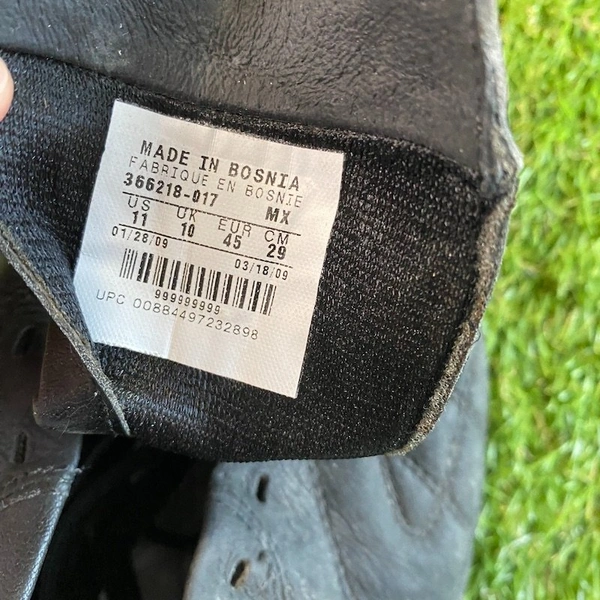 MADE IN BOSNIA
FABRIQUE EN BOSNIE
366218-017 MX
US UK EUR CM
11 10 45 29
01/28/09 03/18/09
999999999
UPC 00884497232898